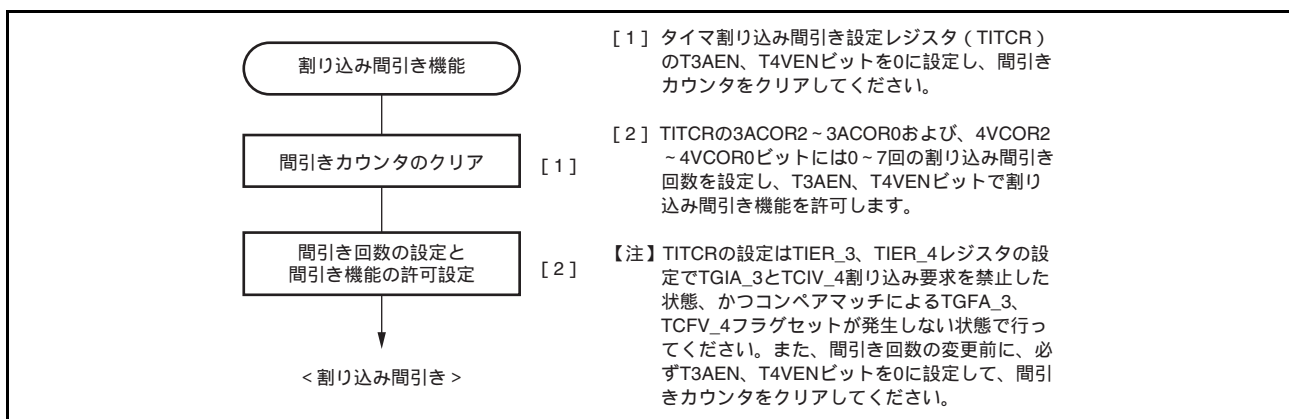 割り込み間引き機能
間引きカウンタのクリア
[ 1 ]
間引き回数の設定と
間引き機能の許可設定
[ 2 ]
< 割り込み間引き >
[ 1 ] タイマ割り込み間引き設定レジスタ ( TITCR )
のT3AEN、T4VENビットを0に設定し、間引き
カウンタをクリアしてください。
[ 2 ] TITCRの3ACOR2~3ACOR0および、4VCOR2
~4VCOR0ビットには0~7回の割り込み間引き
回数を設定し、T3AEN、T4VENビットで割り
込み間引き機能を許可します。
【注】TITCRの設定はTIER_3、TIER_4レジスタの設
定でTGIA_3とTCIV_4割り込み要求を禁止した
状態、かつコンペアマッチによるTGFA_3、
TCFV_4フラグセットが発生しない状態で行っ
てください。また、間引き回数の変更前に、必
ずT3AEN、T4VENビットを0に設定して、間引
きカウンタをクリアしてください。